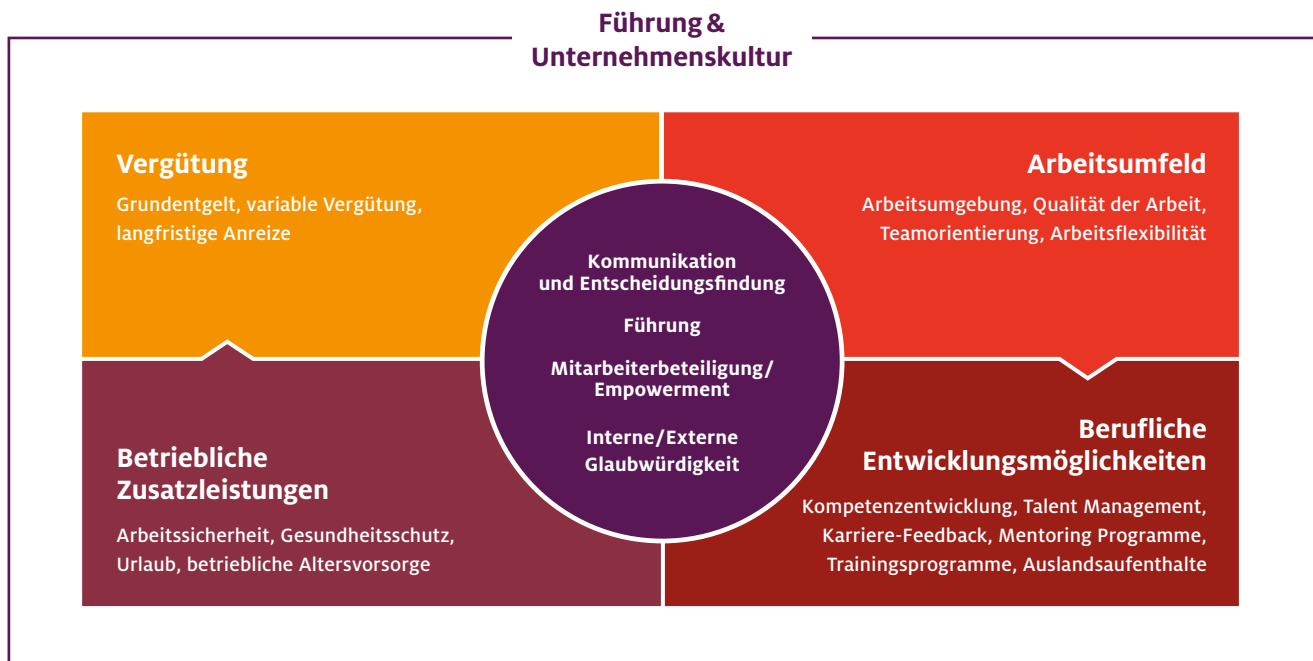 Führung &
Unternehmenskultur
Vergütung
Grundentgelt, variable Vergütung,
langfristige Anreize
Arbeitsumfeld
Arbeitsumgebung, Qualität der Arbeit,
Teamorientierung, Arbeitsflexibilität
Kommunikation
und Entscheidungsfindung
Führung
Mitarbeiterbeteiligung/
Empowerment
Interne/Externe
Glaubwürdigkeit
Betriebliche
Zusatzleistungen
Arbeitssicherheit, Gesundheitsschutz,
Urlaub, betriebliche Altersvorsorge
Berufliche
Entwicklungsmöglichkeiten
Kompetenzentwicklung, Talent Management,
Karriere-Feedback, Mentoring Programme,
Trainingsprogramme, Auslandsaufenthalte